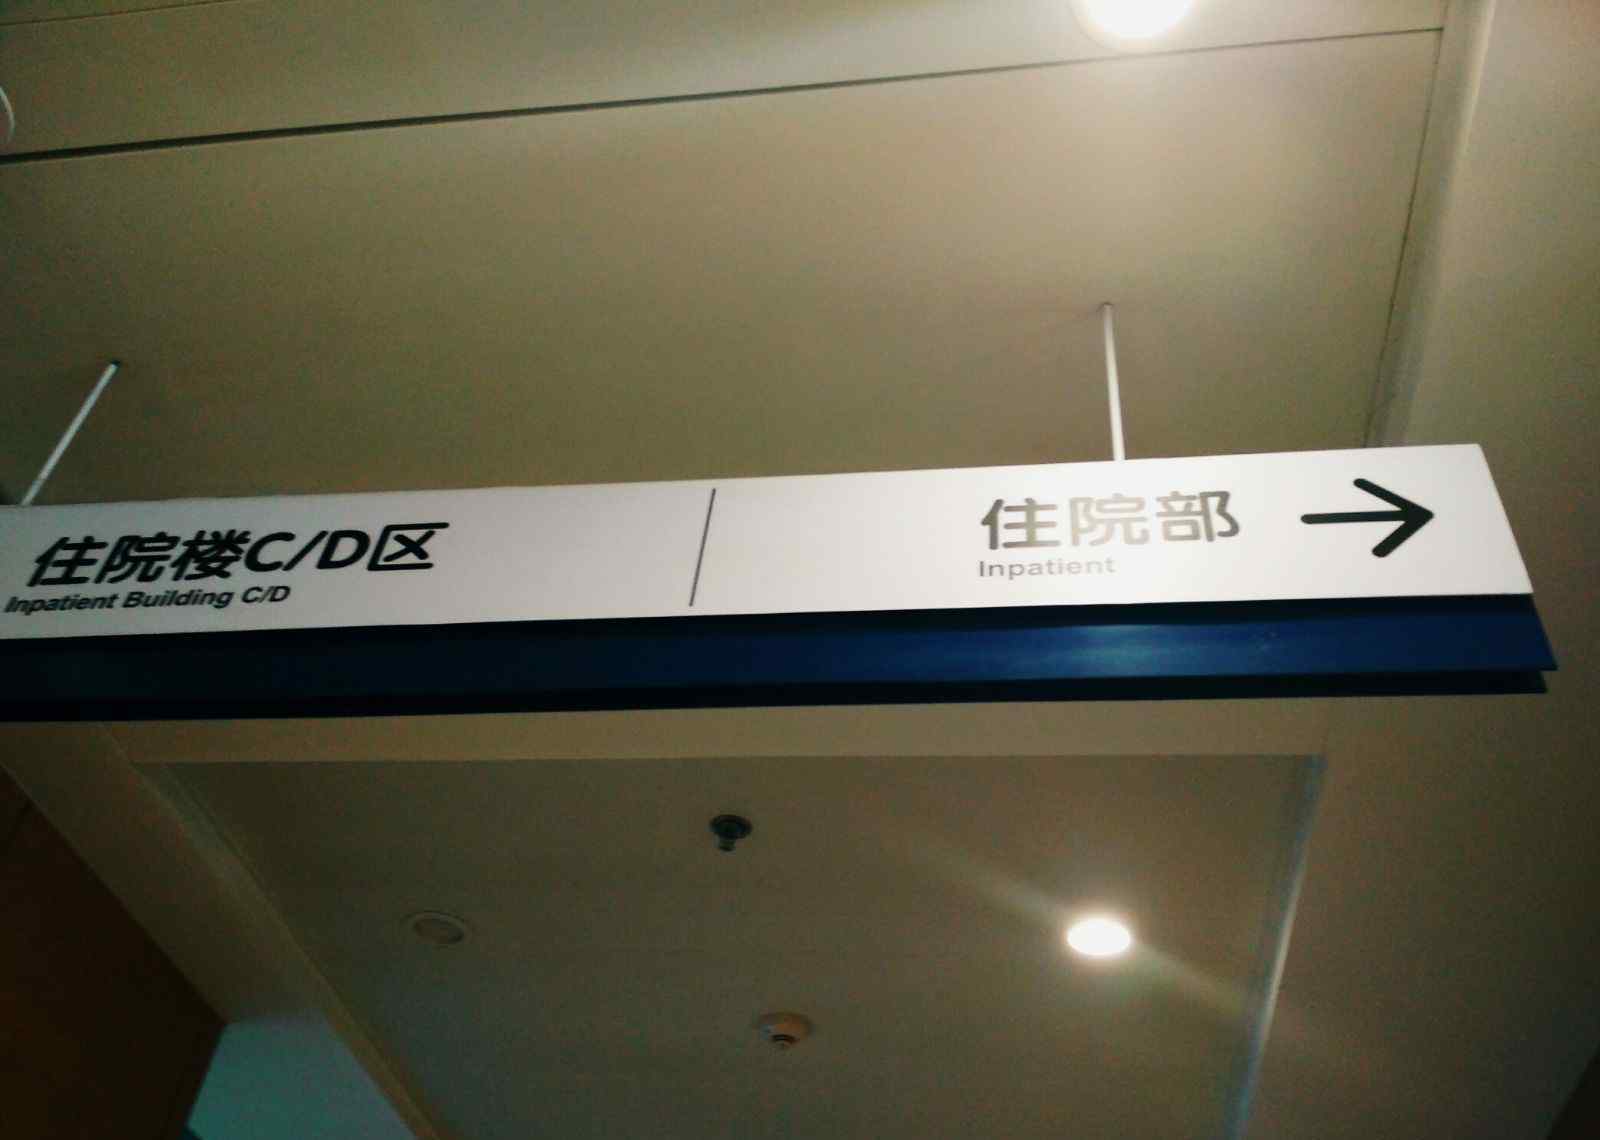 住院楼C/D区
Inpatient Building C/D
住院部
Inpatient